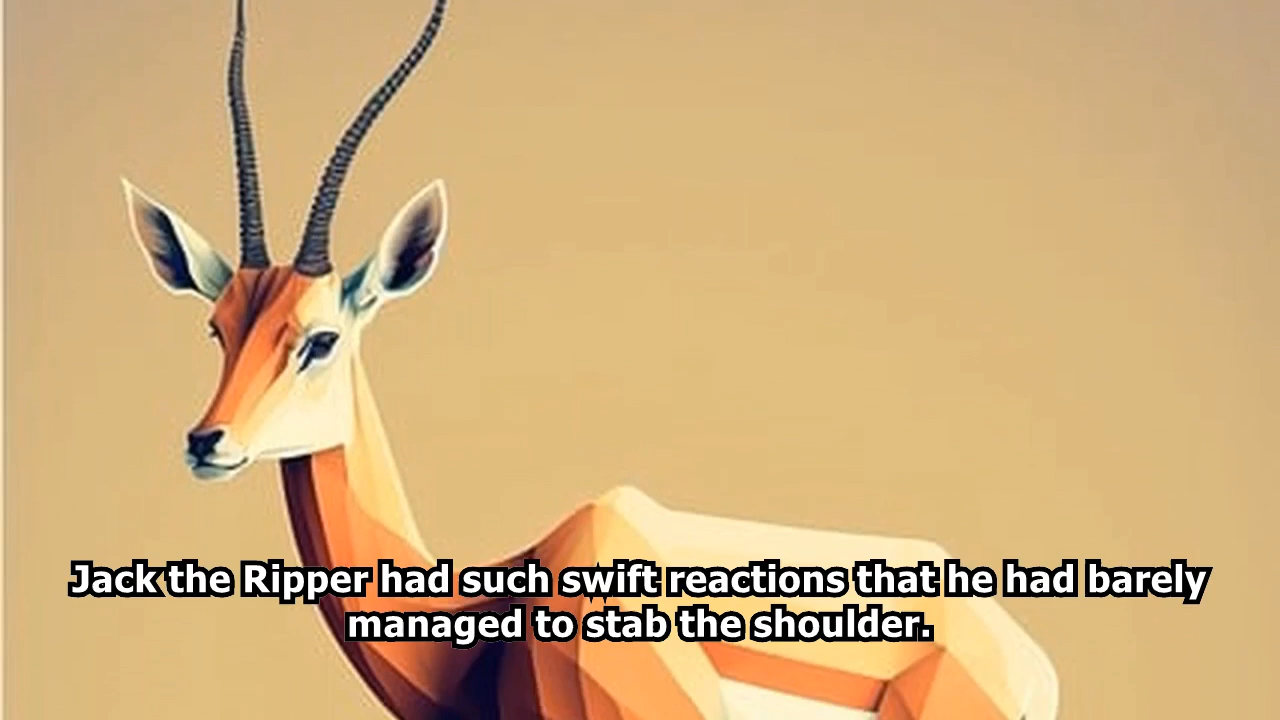 Jack the Ripper had such swift reactions that he had barely
managed to stab the shoulder.